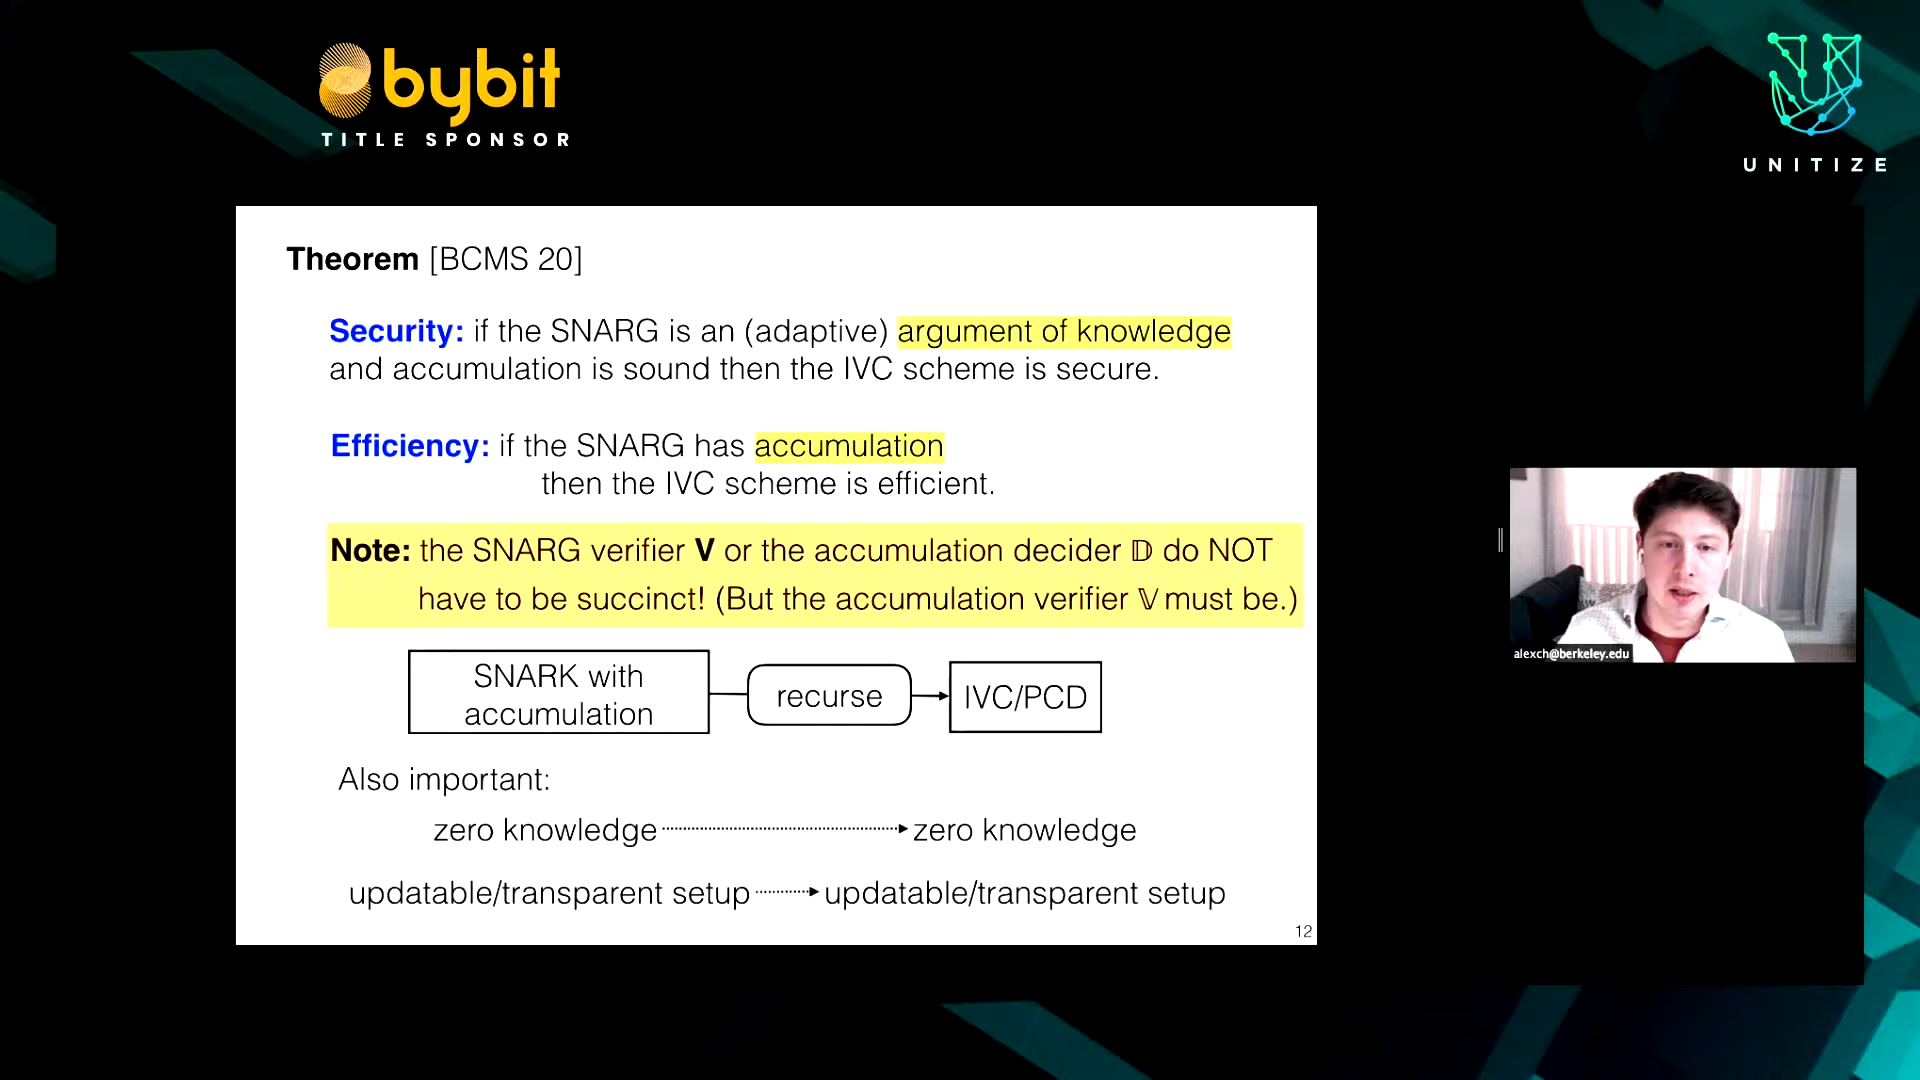 bybit
TITLE SPONSOR
UNITIZE
Theorem [BCMS 20]
Security: if the SNARG is an (adaptive) argument of knowledge
and accumulation is sound then the IVC scheme is secure.
Efficiency: if the SNARG has accumulation
then the IVC scheme is efficient.
Note: the SNARG verifier V or the accumulation decider 𝔻 do NOT
have to be succinct! (But the accumulation verifier 𝕍 must be.)
SNARK with
accumulation
recurse
IVC/PCD
Also important:
zero knowledge
zero knowledge
updatable/transparent setup
updatable/transparent setup
12
alexch@berkeley.edu